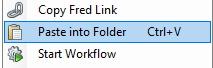 Copy Fred Link
Paste into Folder Ctrl+V
Start Workflow